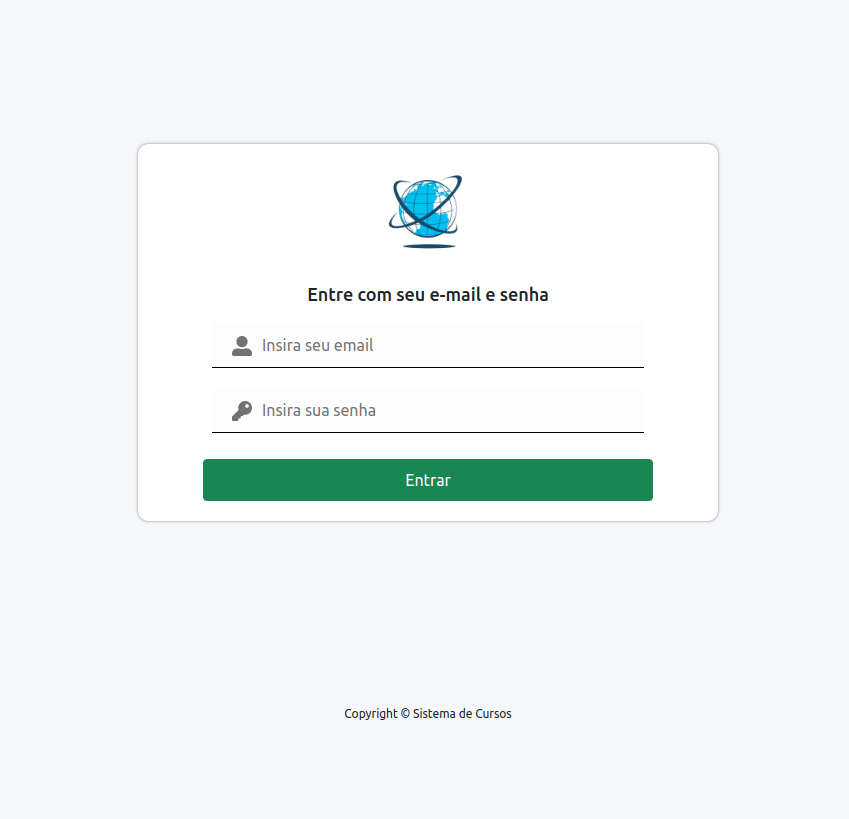 Entre com seu e-mail e senha
Insira seu email
Insira sua senha
Entrar
Copyright © Sistema de Cursos